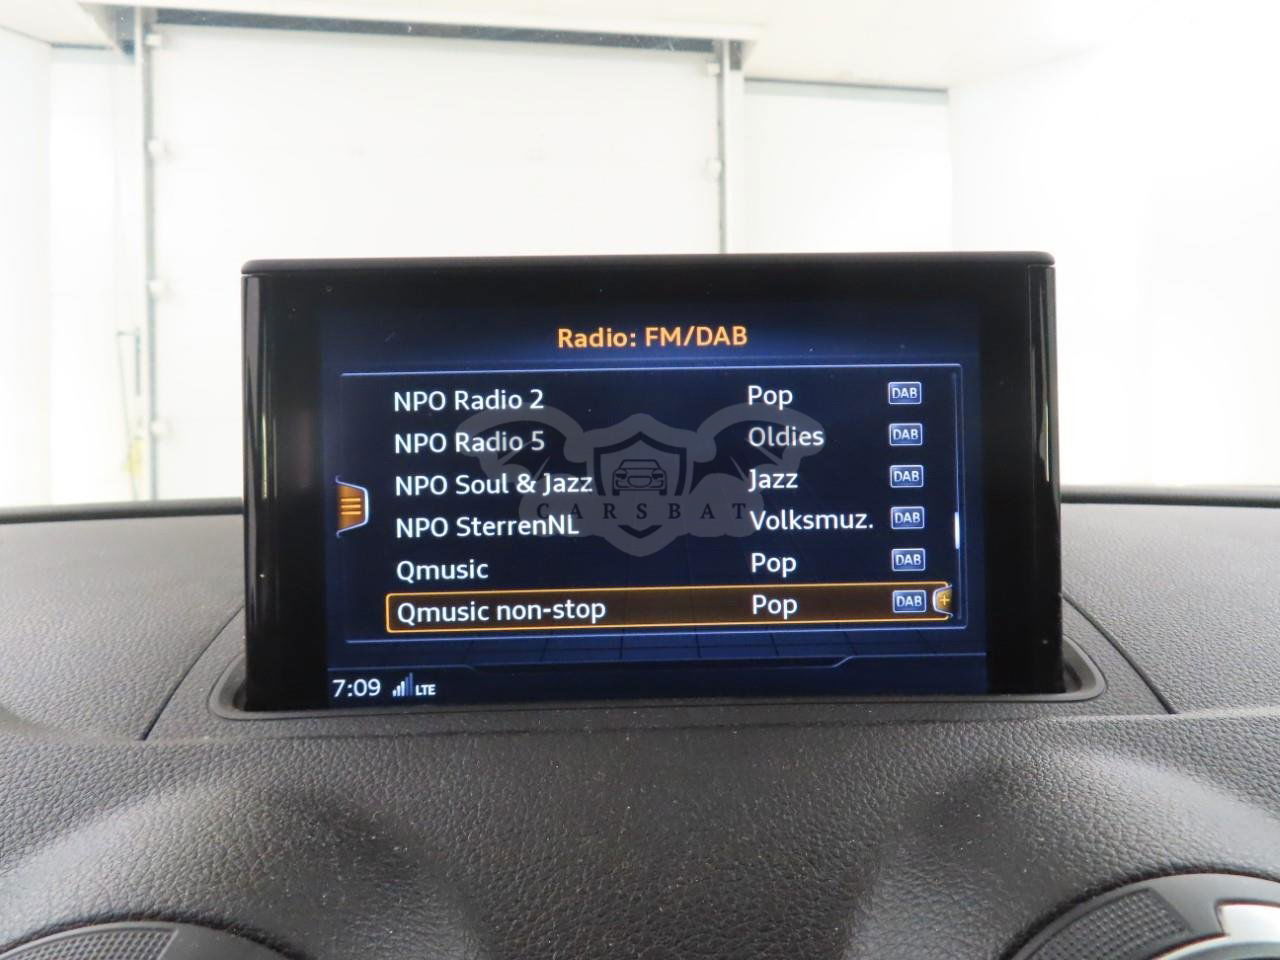 Radio: FM/DAB
NPO Radio 2 Pop DAB
NPO Radio 5 Oldies DAB
NPO Soul & Jazz Jazz DAB
CARSBAT
NPO SterrenNL Volksmuz. DAB
Qmusic Pop DAB
Qmusic non-stop Pop DAB
7:09 LTE